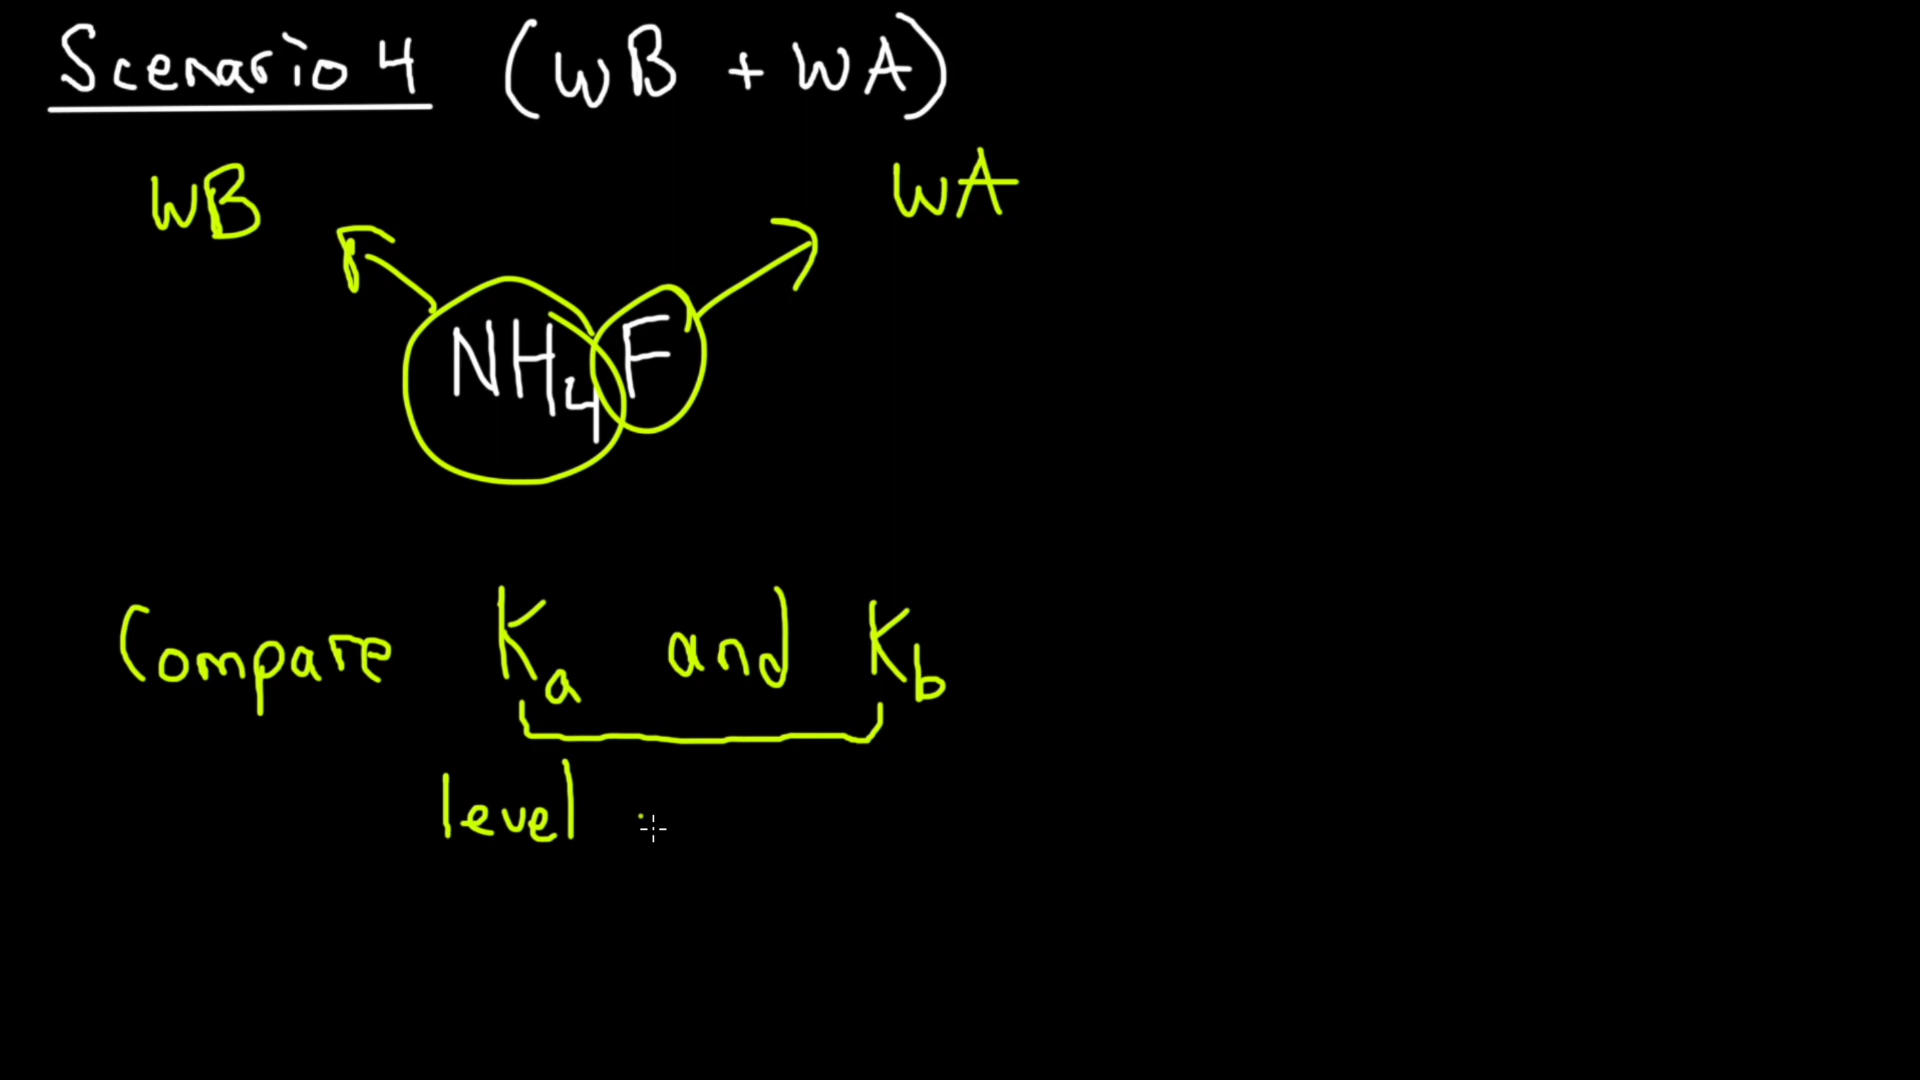 Scenario 4 (WB + WA)
WB WA
NH₄F
Compare Ka and Kb
level